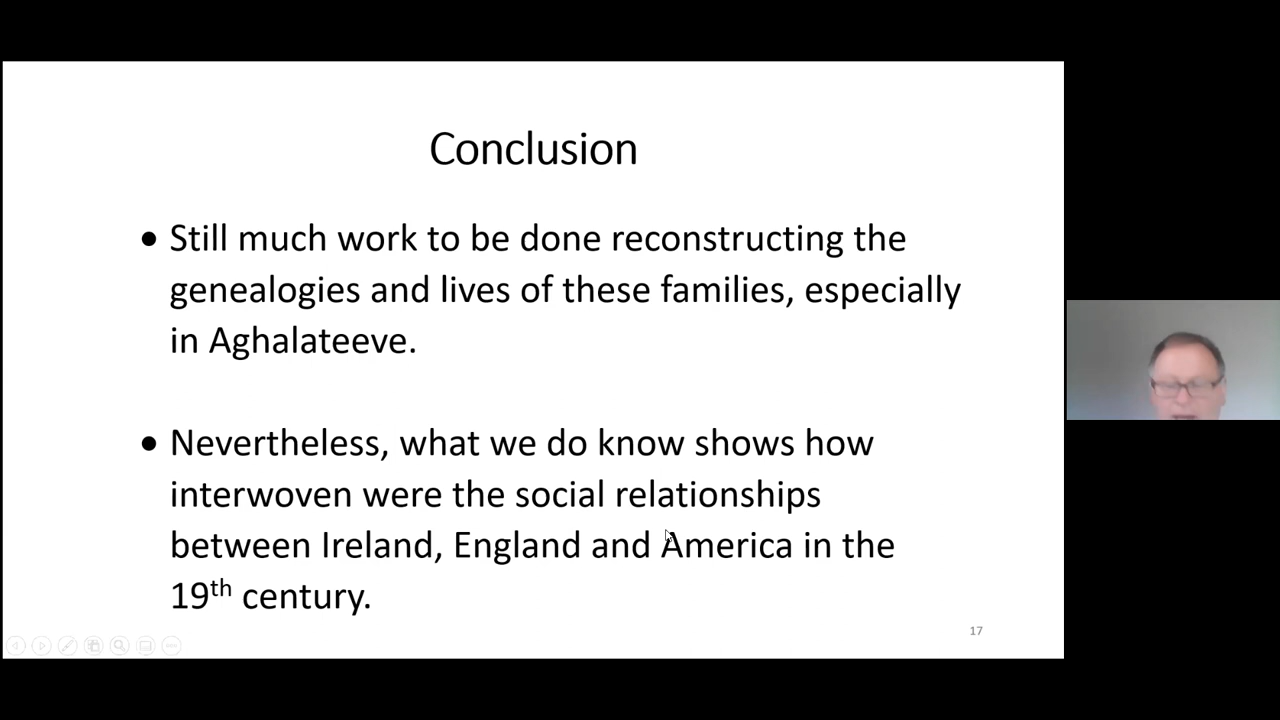 Conclusion
• Still much work to be done reconstructing the
genealogies and lives of these families, especially
in Aghalateeve.
• Nevertheless, what we do know shows how
interwoven were the social relationships
between Ireland, England and America in the
19th century.
17